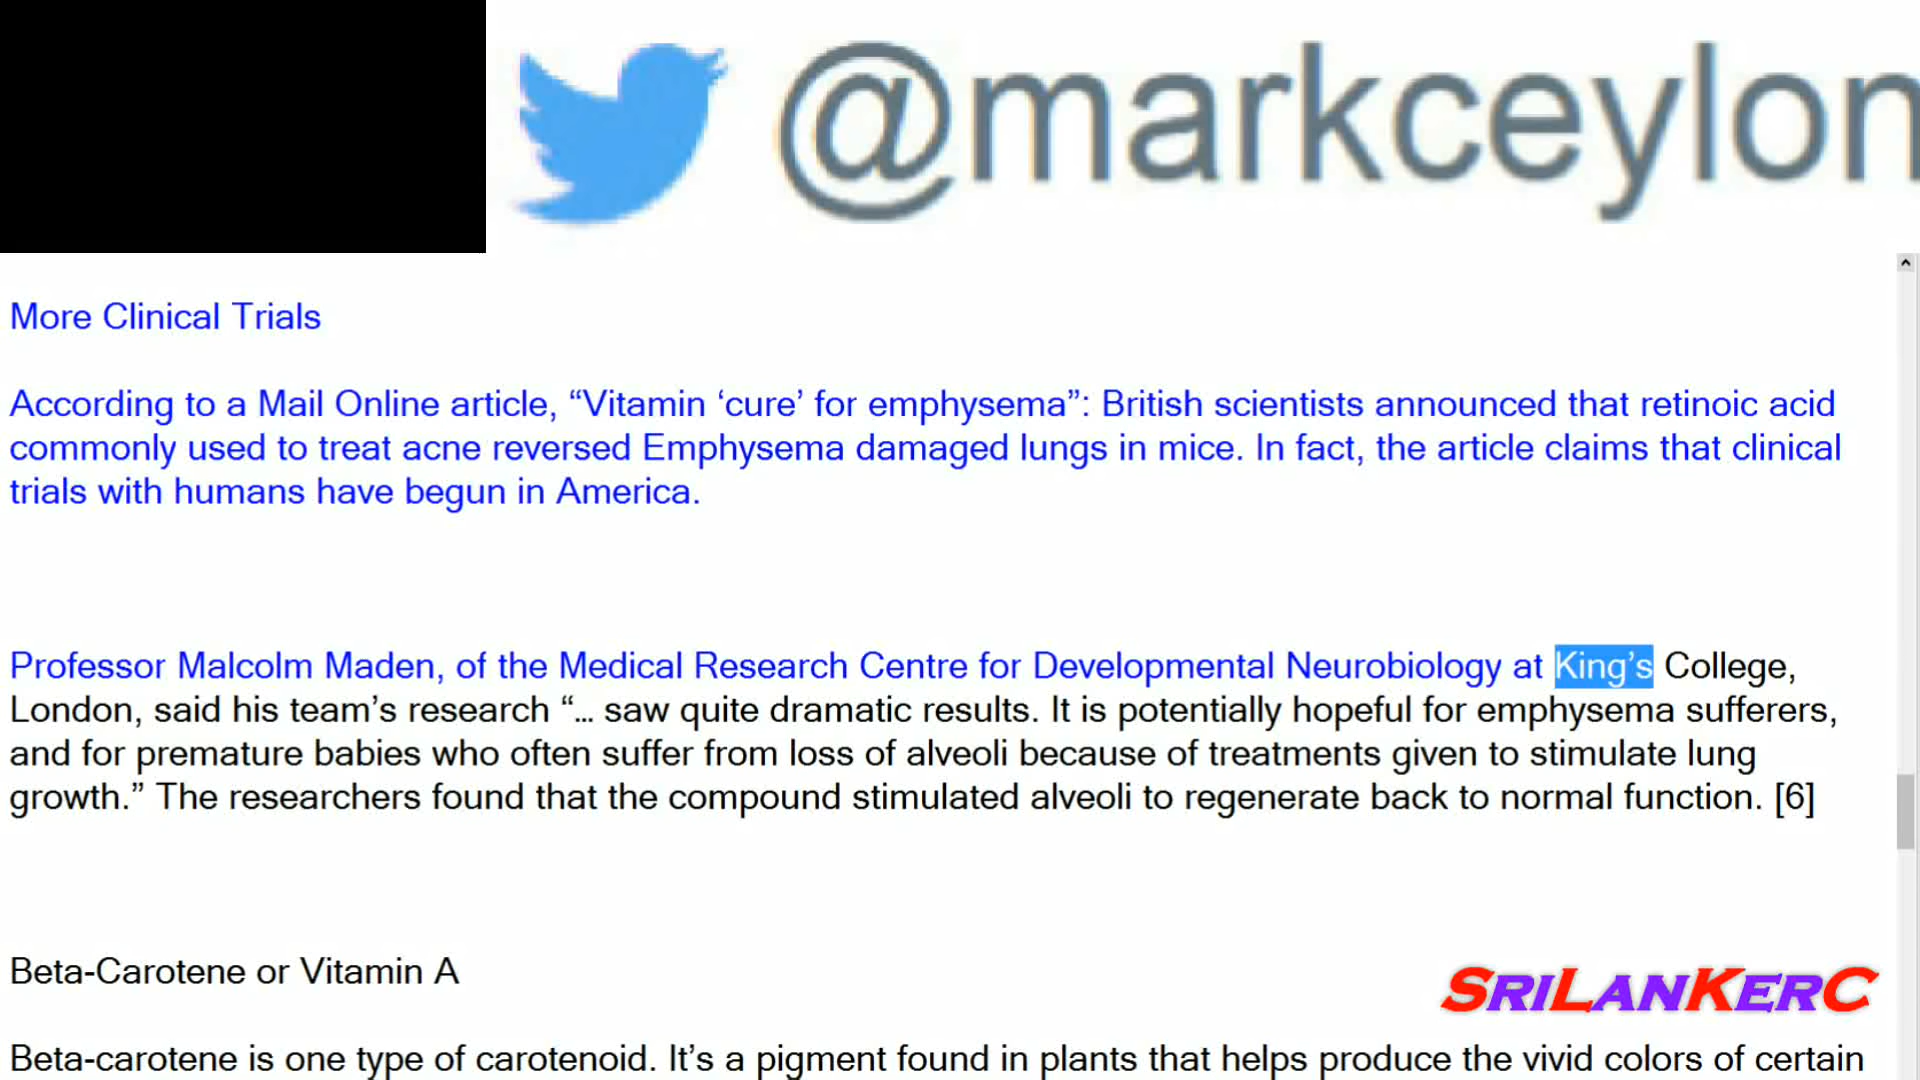 @markceylon
More Clinical Trials
According to a Mail Online article, “Vitamin ‘cure’ for emphysema”: British scientists announced that retinoic acid
commonly used to treat acne reversed Emphysema damaged lungs in mice. In fact, the article claims that clinical
trials with humans have begun in America.
Professor Malcolm Maden, of the Medical Research Centre for Developmental Neurobiology at King’s College,
London, said his team’s research “... saw quite dramatic results. It is potentially hopeful for emphysema sufferers,
and for premature babies who often suffer from loss of alveoli because of treatments given to stimulate lung
growth.” The researchers found that the compound stimulated alveoli to regenerate back to normal function. [6]
Beta-Carotene or Vitamin A
SRILANKERC
Beta-carotene is one type of carotenoid. It’s a pigment found in plants that helps produce the vivid colors of certain